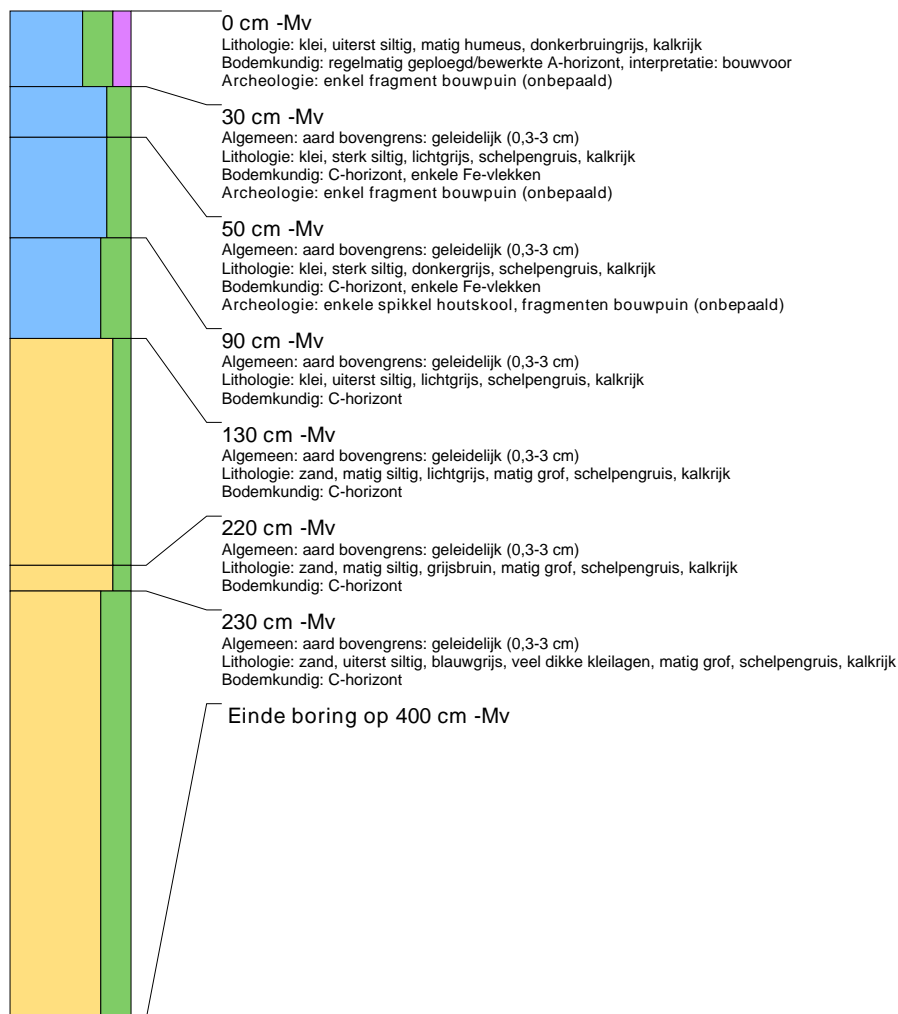 0 cm -Mv
Lithologie: klei, uiterst siltig, matig humeus, donkerbruingrijs, kalkrijk
Bodemkundig: regelmatig geploegd/bewerkte A-horizont, interpretatie: bouwvoor
Archeologie: enkel fragment bouwpuin (onbepaald)
30 cm -Mv
Algemeen: aard bovengrens: geleidelijk (0,3-3 cm)
Lithologie: klei, sterk siltig, lichtgrijs, schelpengruis, kalkrijk
Bodemkundig: C-horizont, enkele Fe-vlekken
Archeologie: enkel fragment bouwpuin (onbepaald)
50 cm -Mv
Algemeen: aard bovengrens: geleidelijk (0,3-3 cm)
Lithologie: klei, sterk siltig, donkergrijs, schelpengruis, kalkrijk
Bodemkundig: C-horizont, enkele Fe-vlekken
Archeologie: enkele spikkel houtskool, fragmenten bouwpuin (onbepaald)
90 cm -Mv
Algemeen: aard bovengrens: geleidelijk (0,3-3 cm)
Lithologie: klei, uiterst siltig, lichtgrijs, schelpengruis, kalkrijk
Bodemkundig: C-horizont
130 cm -Mv
Algemeen: aard bovengrens: geleidelijk (0,3-3 cm)
Lithologie: zand, matig siltig, lichtgrijs, matig grof, schelpengruis, kalkrijk
Bodemkundig: C-horizont
220 cm -Mv
Algemeen: aard bovengrens: geleidelijk (0,3-3 cm)
Lithologie: zand, matig siltig, grijsbruin, matig grof, schelpengruis, kalkrijk
Bodemkundig: C-horizont
230 cm -Mv
Algemeen: aard bovengrens: geleidelijk (0,3-3 cm)
Lithologie: zand, uiterst siltig, blauwgrijs, veel dikke kleilagen, matig grof, schelpengruis, kalkrijk
Bodemkundig: C-horizont
Einde boring op 400 cm -Mv